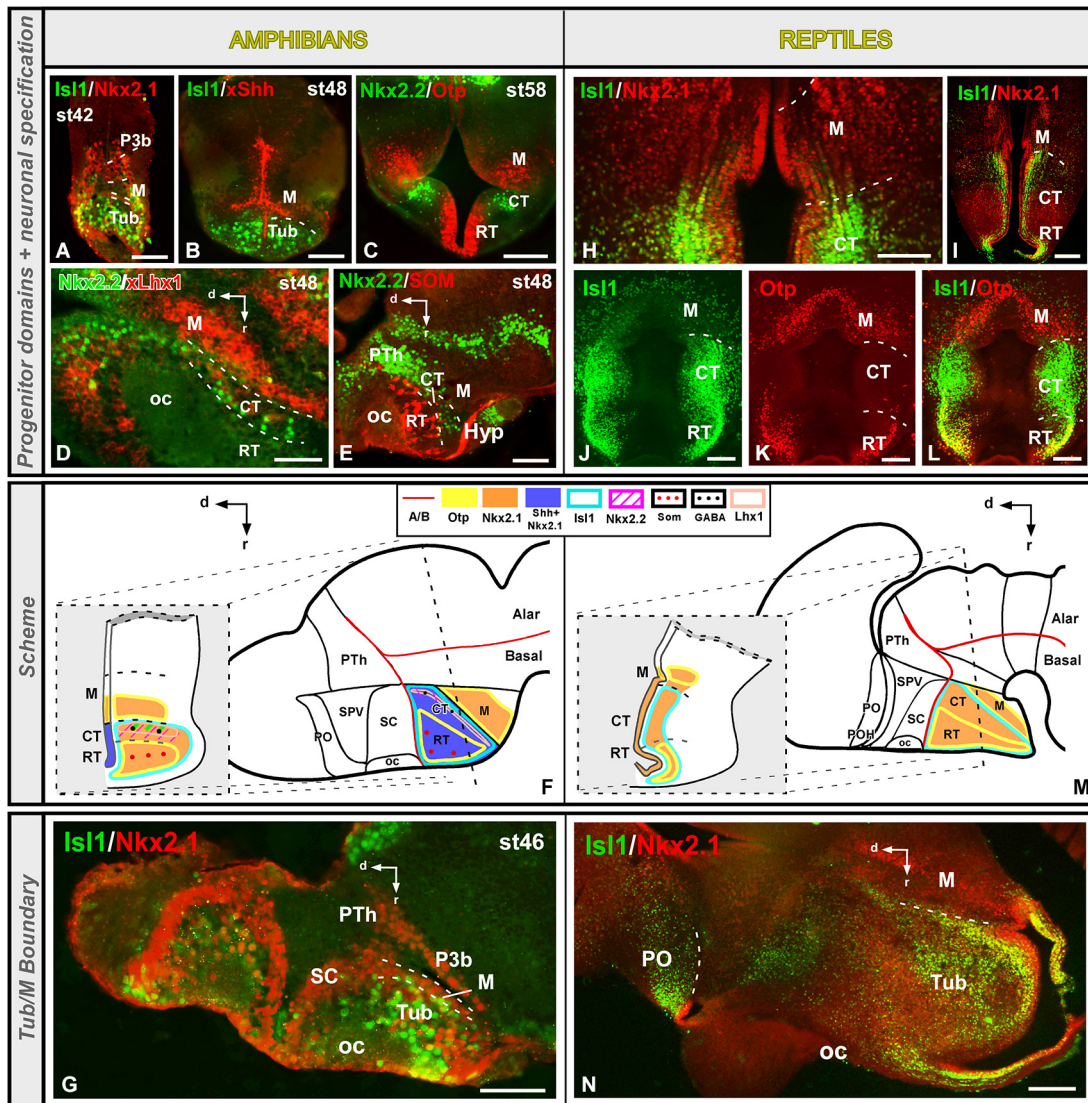 AMPHIBIANS
REPTILES
Progenitor domains + neuronal specification
Isl1/Nkx2.1
st42
P3b
M
Tub
A
Isl1/xShh
st48
M
Tub
B
Nkx2.2/Otp
st58
M
CT
RT
C
Isl1/Nkx2.1
M
CT
H
Isl1/Nkx2.1
M
CT
RT
I
Nkx2.2/xLhx1
st48
d
r
M
oc
CT
RT
D
Nkx2.2/SOM
st48
d
r
PTh
CT
M
oc
RT
Hyp
E
Isl1
M
CT
RT
J
Otp
M
CT
RT
K
Isl1/Otp
M
CT
RT
L
Scheme
A/B
Otp
Nkx2.1
Shh+
Nkx2.1
Isl1
Nkx2.2
Som
GABA
Lhx1
d
r
M
CT
RT
PTh
SPV
PO
SC
oc
CT
RT
M
Alar
Basal
F
d
r
M
CT
RT
PTh
SPV
PO
POH
SC
oc
CT
RT
M
Alar
Basal
M
Tub/M Boundary
Isl1/Nkx2.1
st46
d
r
PTh
P3b
SC
M
Tub
oc
G
Isl1/Nkx2.1
d
r
M
PO
Tub
oc
N